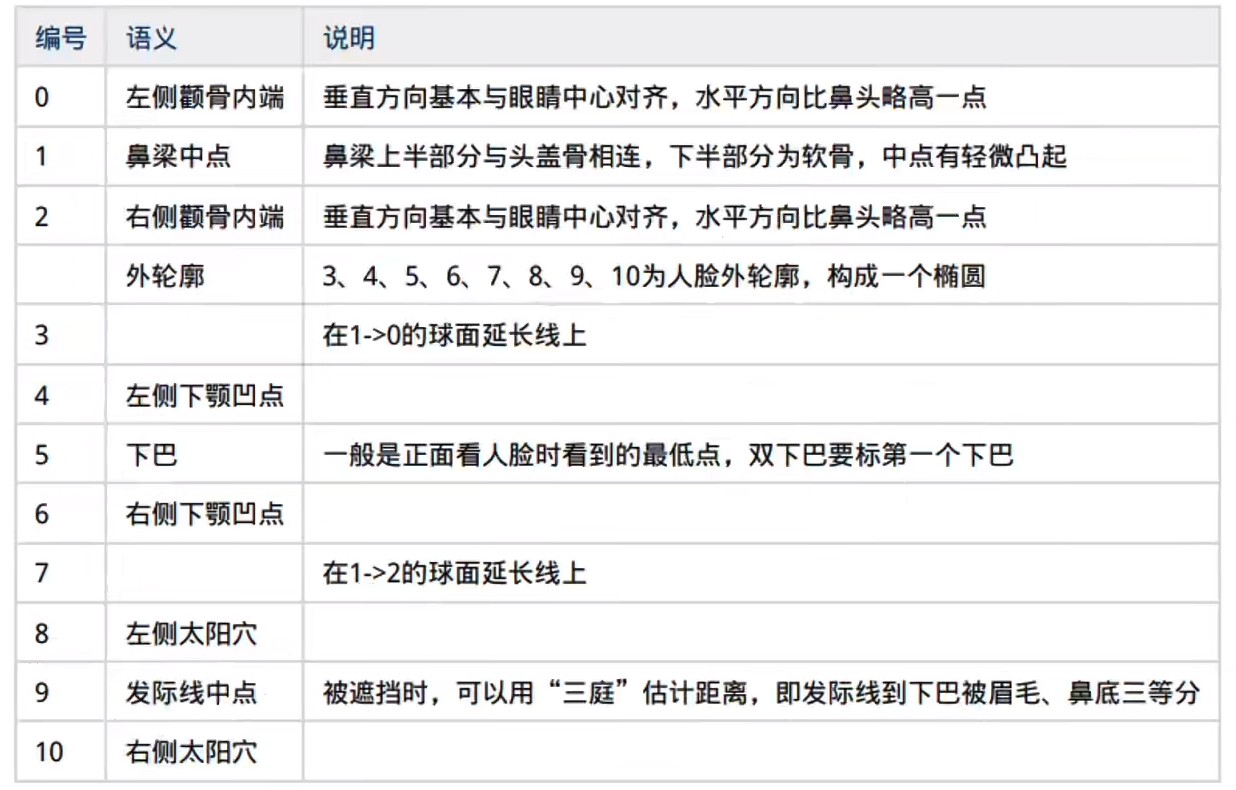 编号 语义 说明
0 左侧颧骨内端 垂直方向基本与眼睛中心对齐，水平方向比鼻头略高一点
1 鼻梁中点 鼻梁上半部分与头盖骨相连，下半部分为软骨，中点有轻微凸起
2 右侧颧骨内端 垂直方向基本与眼睛中心对齐，水平方向比鼻头略高一点
外轮廓 3、4、5、6、7、8、9、10为人脸外轮廓，构成一个椭圆
3 在1->0的球面延长线上
4 左侧下颚凹点
5 下巴 一般是正面看人脸时看到的最低点，双下巴要标第一个下巴
6 右侧下颚凹点
7 在1->2的球面延长线上
8 左侧太阳穴
9 发际线中点 被遮挡时，可以用“三庭”估计距离，即发际线到下巴被眉毛、鼻底三等分
10 右侧太阳穴